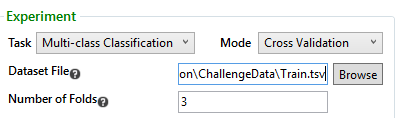 Experiment
Task Multi-class Classification Mode Cross Validation
Dataset File on\ChallengeData\Train.tsv Browse
Number of Folds 3